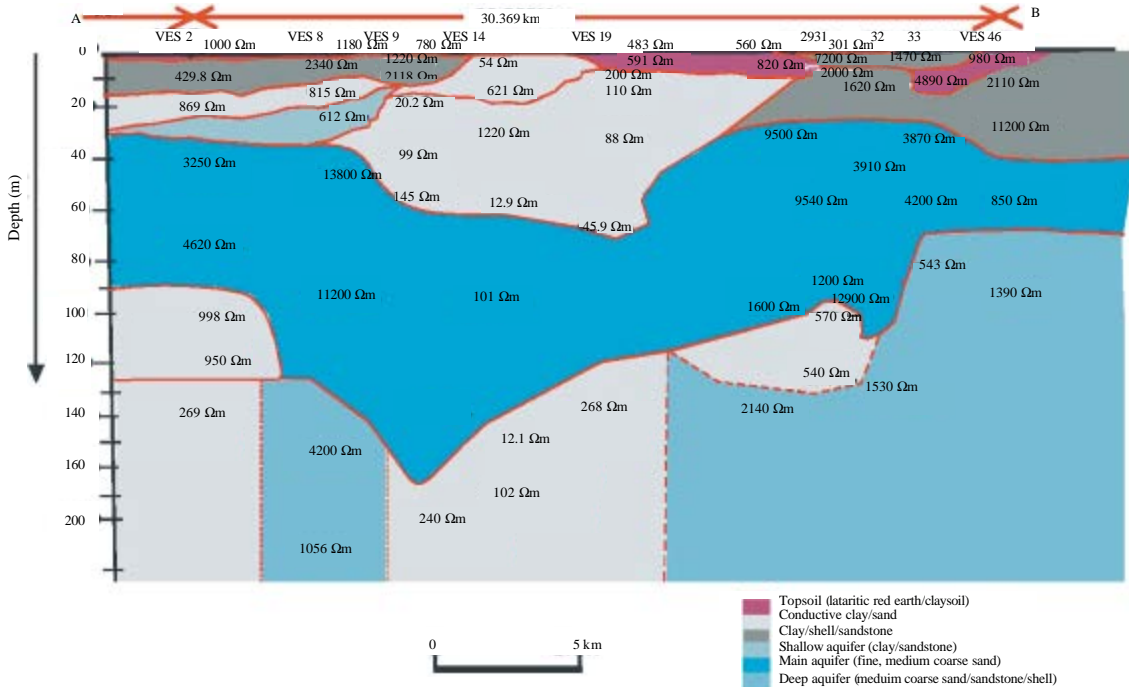 A
30.369 km
B
VES 2
1000 Ωm
VES 8
1180 Ωm
VES 9
780 Ωm
VES 14
VES 19
483 Ωm
560 Ωm
2931
301 Ωm
32
33
VES 46
0
2340 Ωm
1220 Ωm
54 Ωm
591 Ωm
820 Ωm
7200 Ωm
1470 Ωm
980 Ωm
429.8 Ωm
2118 Ωm
200 Ωm
2000 Ωm
4890 Ωm
2110 Ωm
815 Ωm
621 Ωm
110 Ωm
1620 Ωm
20
869 Ωm
612 Ωm
20.2 Ωm
1220 Ωm
88 Ωm
9500 Ωm
3870 Ωm
11200 Ωm
40
3250 Ωm
13800 Ωm
99 Ωm
3910 Ωm
60
145 Ωm
12.9 Ωm
45.9 Ωm
9540 Ωm
4200 Ωm
850 Ωm
Depth (m)
80
4620 Ωm
543 Ωm
11200 Ωm
101 Ωm
1200 Ωm
12900 Ωm
1390 Ωm
100
998 Ωm
1600 Ωm
570 Ωm
120
950 Ωm
540 Ωm
1530 Ωm
140
269 Ωm
268 Ωm
2140 Ωm
160
4200 Ωm
12.1 Ωm
102 Ωm
200
240 Ωm
1056 Ωm
0
5 km
Topsoil (lataritic red earth/claysoil)
Conductive clay/sand
Clay/shell/sandstone
Shallow aquifer (clay/sandstone)
Main aquifer (fine, medium coarse sand)
Deep aquifer (meduim coarse sand/sandstone/shell)